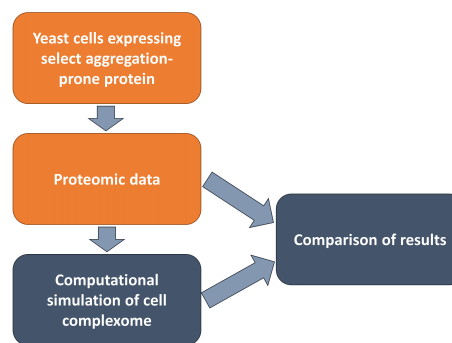 Yeast cells expressing
select aggregation-
prone protein
Proteomic data
Comparison of results
Computational
simulation of cell
complexome